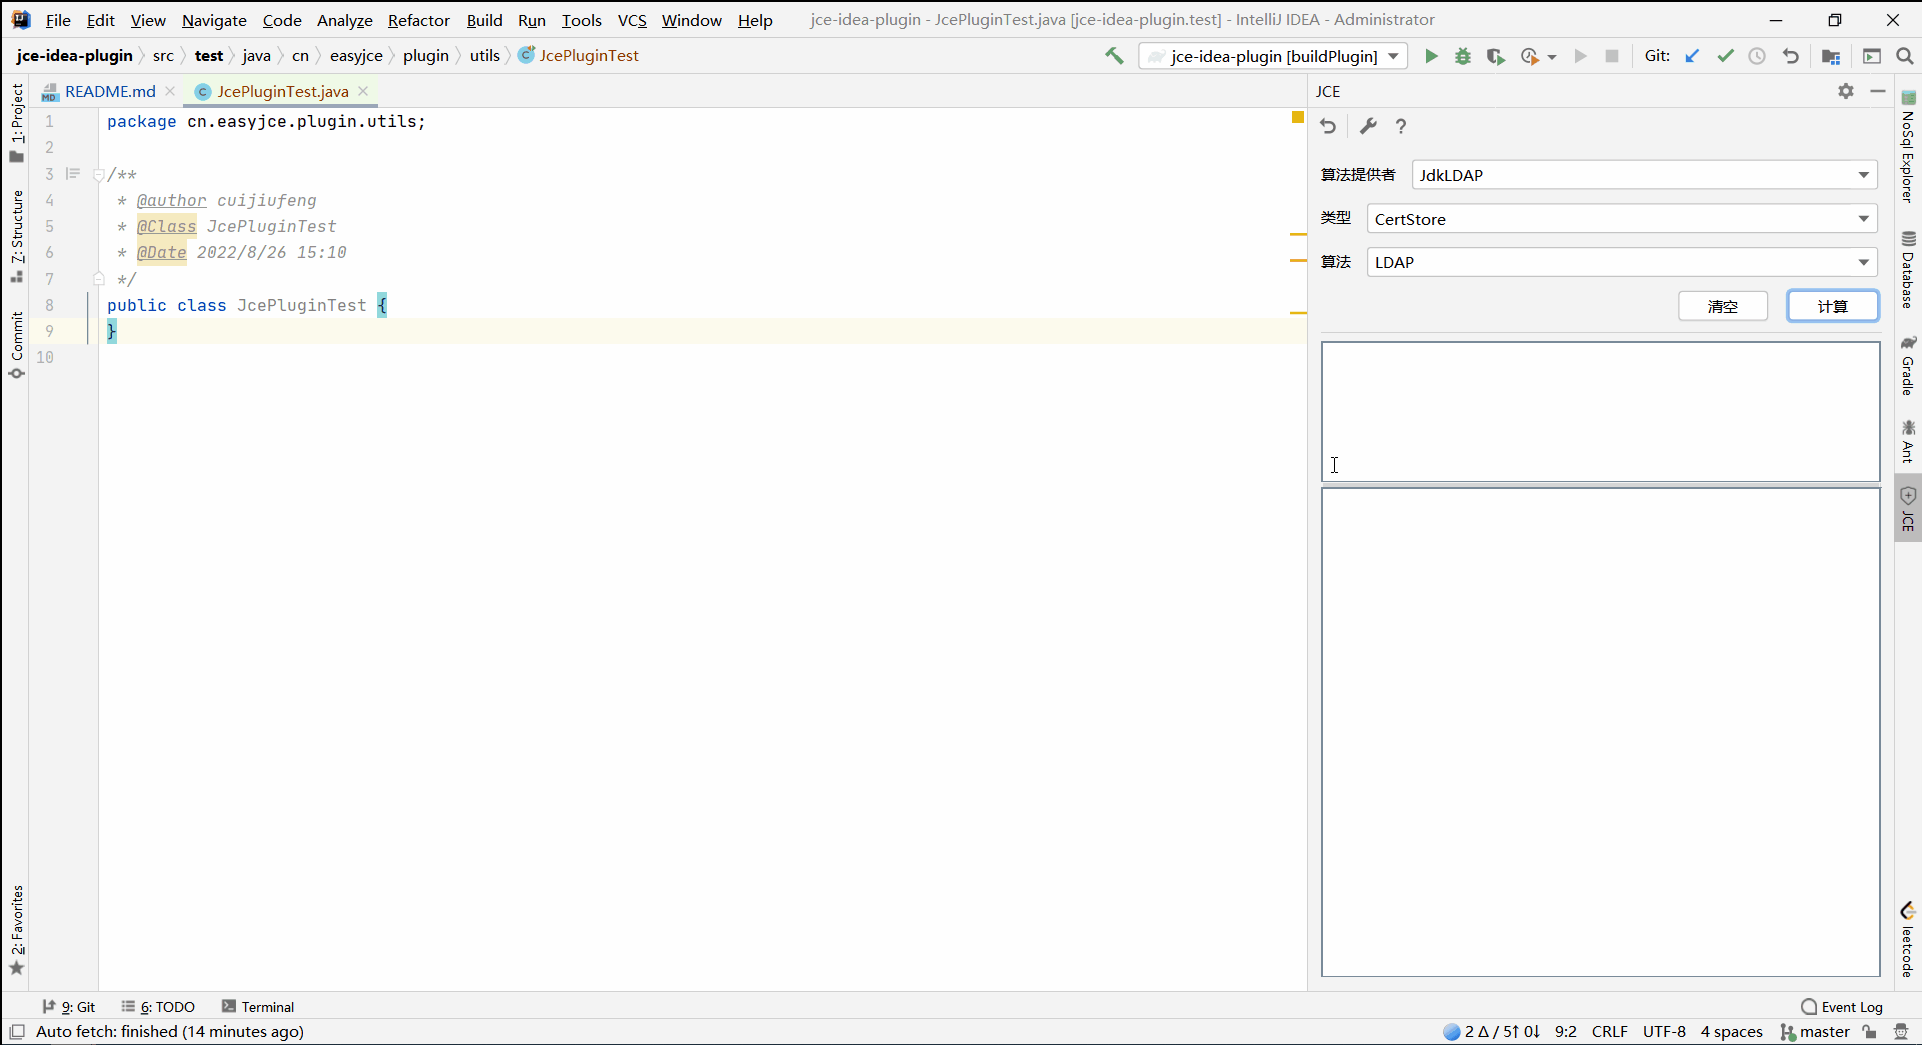 File Edit View Navigate Code Analyze Refactor Build Run Tools VCS Window Help jce-idea-plugin - JcePluginTest.java [jce-idea-plugin.test] - IntelliJ IDEA - Administrator
jce-idea-plugin src test java cn easyjce plugin utils JcePluginTest jce-idea-plugin [buildPlugin] Git:
README.md JcePluginTest.java
1 package cn.easyjce.plugin.utils;
2
3 /**
4 * @author cuijiufeng
5 * @Class JcePluginTest
6 * @Date 2022/8/26 15:10
7 */
8 public class JcePluginTest {
9 }
10
JCE
算法提供者 JdkLDAP
类型 CertStore
算法 LDAP
清空 计算
1: Project
7: Structure
Commit
2: Favorites
NoSql Explorer
Database
Gradle
Ant
JCE
leetcode
9: Git 6: TODO Terminal Event Log
Auto fetch: finished (14 minutes ago) 2 Δ / 5↑ 0↓ 9:2 CRLF UTF-8 4 spaces master